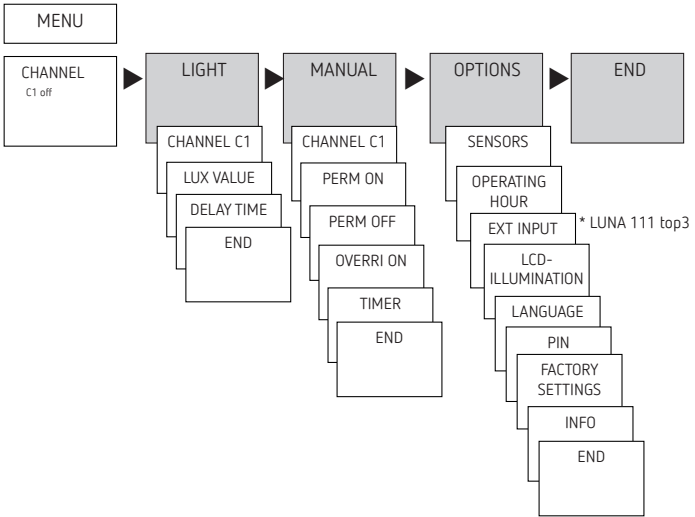 MENU
CHANNEL
C1 off
LIGHT
CHANNEL C1
LUX VALUE
DELAY TIME
END
MANUAL
CHANNEL C1
PERM ON
PERM OFF
OVERRI ON
TIMER
END
OPTIONS
SENSORS
OPERATING
HOUR
EXT INPUT
* LUNA 111 top3
LCD-
ILLUMINATION
LANGUAGE
PIN
FACTORY
SETTINGS
INFO
END
END